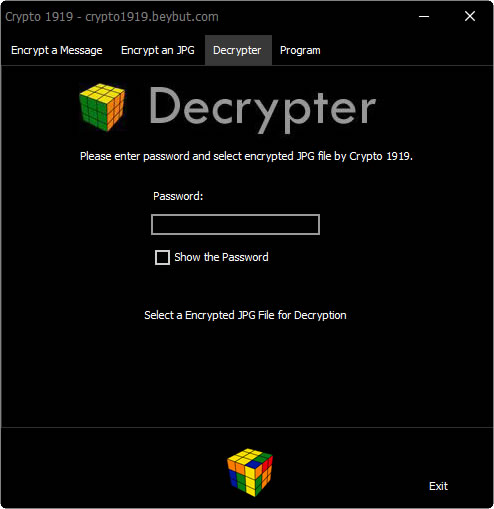 Crypto 1919 - crypto1919.beybut.com
Encrypt a Message Encrypt an JPG Decrypter Program
Decrypter
Please enter password and select encrypted JPG file by Crypto 1919.
Password:
Show the Password
Select a Encrypted JPG File for Decryption
Exit